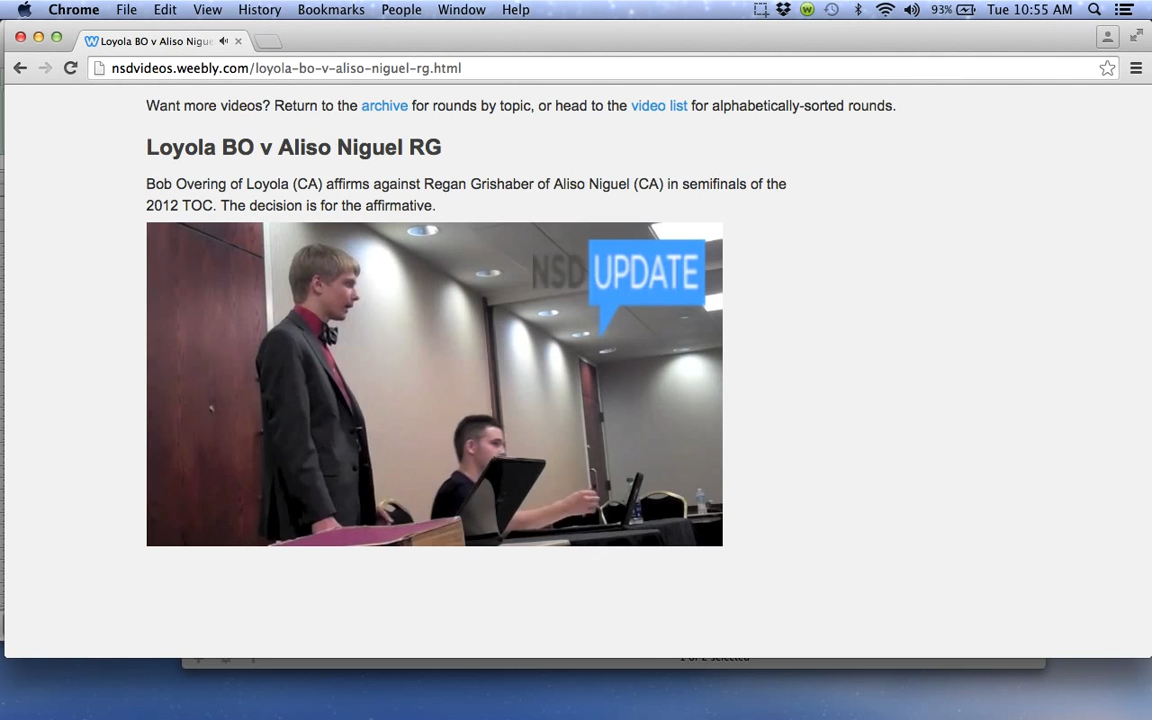 Chrome File Edit View History Bookmarks People Window Help 93% Tue 10:55 AM
Loyola BO v Aliso Nigue
nsdvideos.weebly.com/loyola-bo-v-aliso-niguel-rg.html
Want more videos? Return to the archive for rounds by topic, or head to the video list for alphabetically-sorted rounds.
Loyola BO v Aliso Niguel RG
Bob Overing of Loyola (CA) affirms against Regan Grishaber of Aliso Niguel (CA) in semifinals of the
2012 TOC. The decision is for the affirmative.
NSD UPDATE